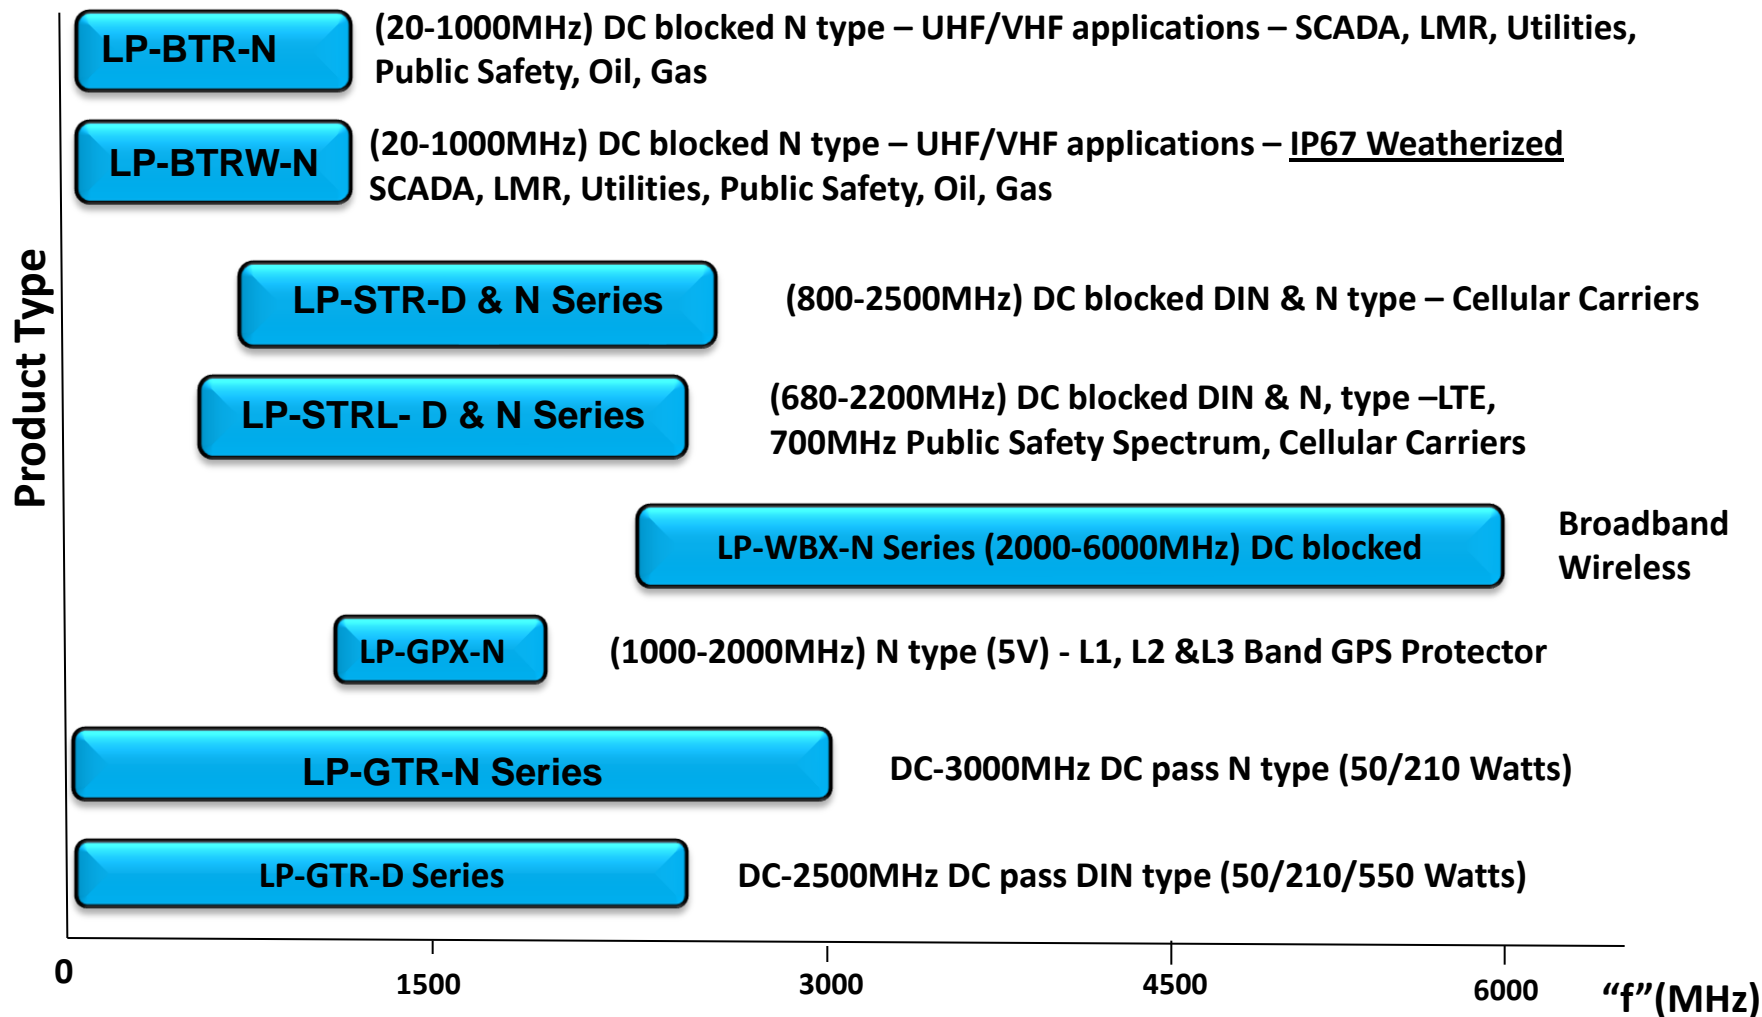 LP-BTR-N
(20-1000MHz) DC blocked N type – UHF/VHF applications – SCADA, LMR, Utilities,
Public Safety, Oil, Gas
LP-BTRW-N
(20-1000MHz) DC blocked N type – UHF/VHF applications – IP67 Weatherized
SCADA, LMR, Utilities, Public Safety, Oil, Gas
Product Type
LP-STR-D & N Series
(800-2500MHz) DC blocked DIN & N type – Cellular Carriers
LP-STRL- D & N Series
(680-2200MHz) DC blocked DIN & N, type –LTE,
700MHz Public Safety Spectrum, Cellular Carriers
LP-WBX-N Series (2000-6000MHz) DC blocked
Broadband
Wireless
LP-GPX-N
(1000-2000MHz) N type (5V) - L1, L2 &L3 Band GPS Protector
LP-GTR-N Series
DC-3000MHz DC pass N type (50/210 Watts)
LP-GTR-D Series
DC-2500MHz DC pass DIN type (50/210/550 Watts)
0
1500
3000
4500
6000
“f”(MHz)